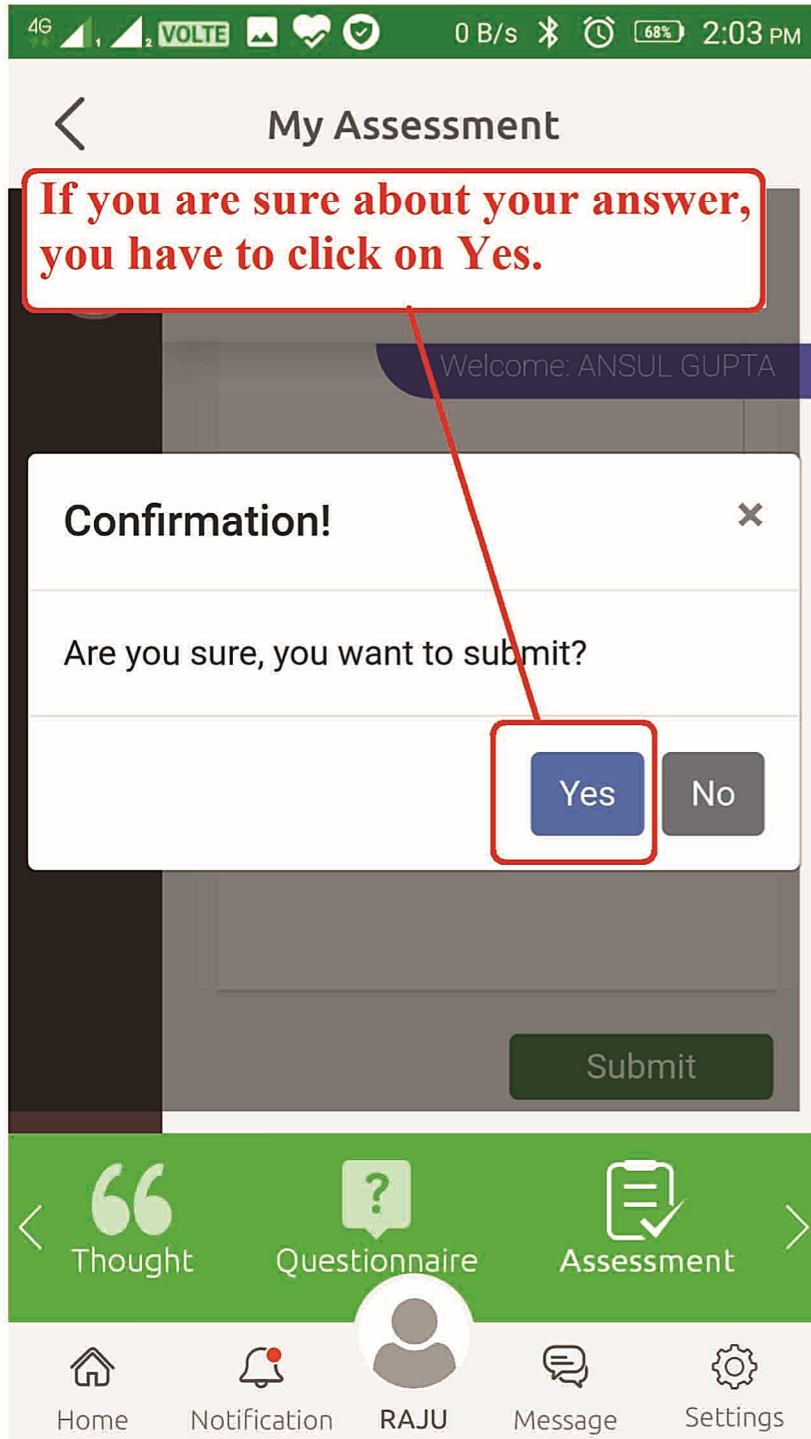 4G 1 2 VOLTE 0 B/s 68% 2:03 PM
My Assessment
If you are sure about your answer,
you have to click on Yes.
Welcome: ANSUL GUPTA
Confirmation!
Are you sure, you want to submit?
Yes No
Submit
Thought Questionnaire Assessment
Home Notification RAJU Message Settings